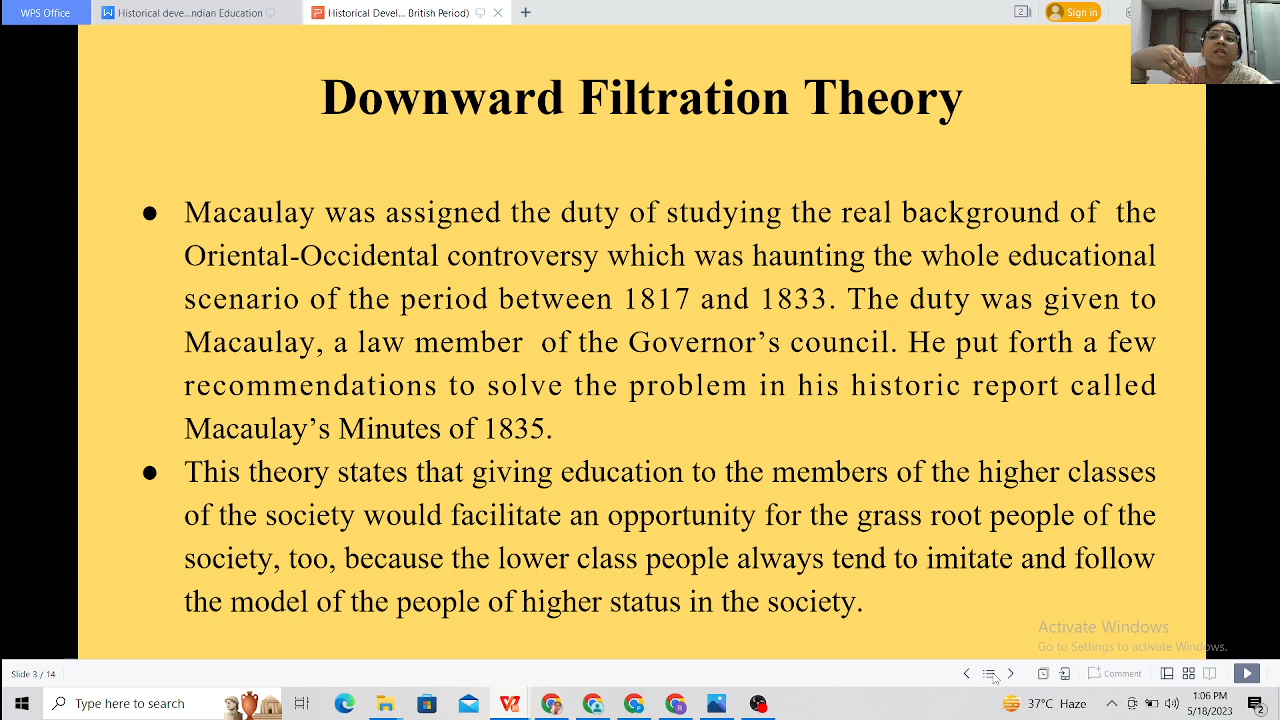 WPS Office
Historical deve...ndian Education
Historical Devel... British Period)
2
Sign in
Downward Filtration Theory
● Macaulay was assigned the duty of studying the real background of the
Oriental-Occidental controversy which was haunting the whole educational
scenario of the period between 1817 and 1833. The duty was given to
Macaulay, a law member of the Governor’s council. He put forth a few
recommendations to solve the problem in his historic report called
Macaulay’s Minutes of 1835.
● This theory states that giving education to the members of the higher classes
of the society would facilitate an opportunity for the grass root people of the
society, too, because the lower class people always tend to imitate and follow
the model of the people of higher status in the society.
Activate Windows
Go to Settings to activate Windows.
Slide 3 / 14
Comment
Type here to search
37°C Haze
1:06 PM
5/18/2023
2